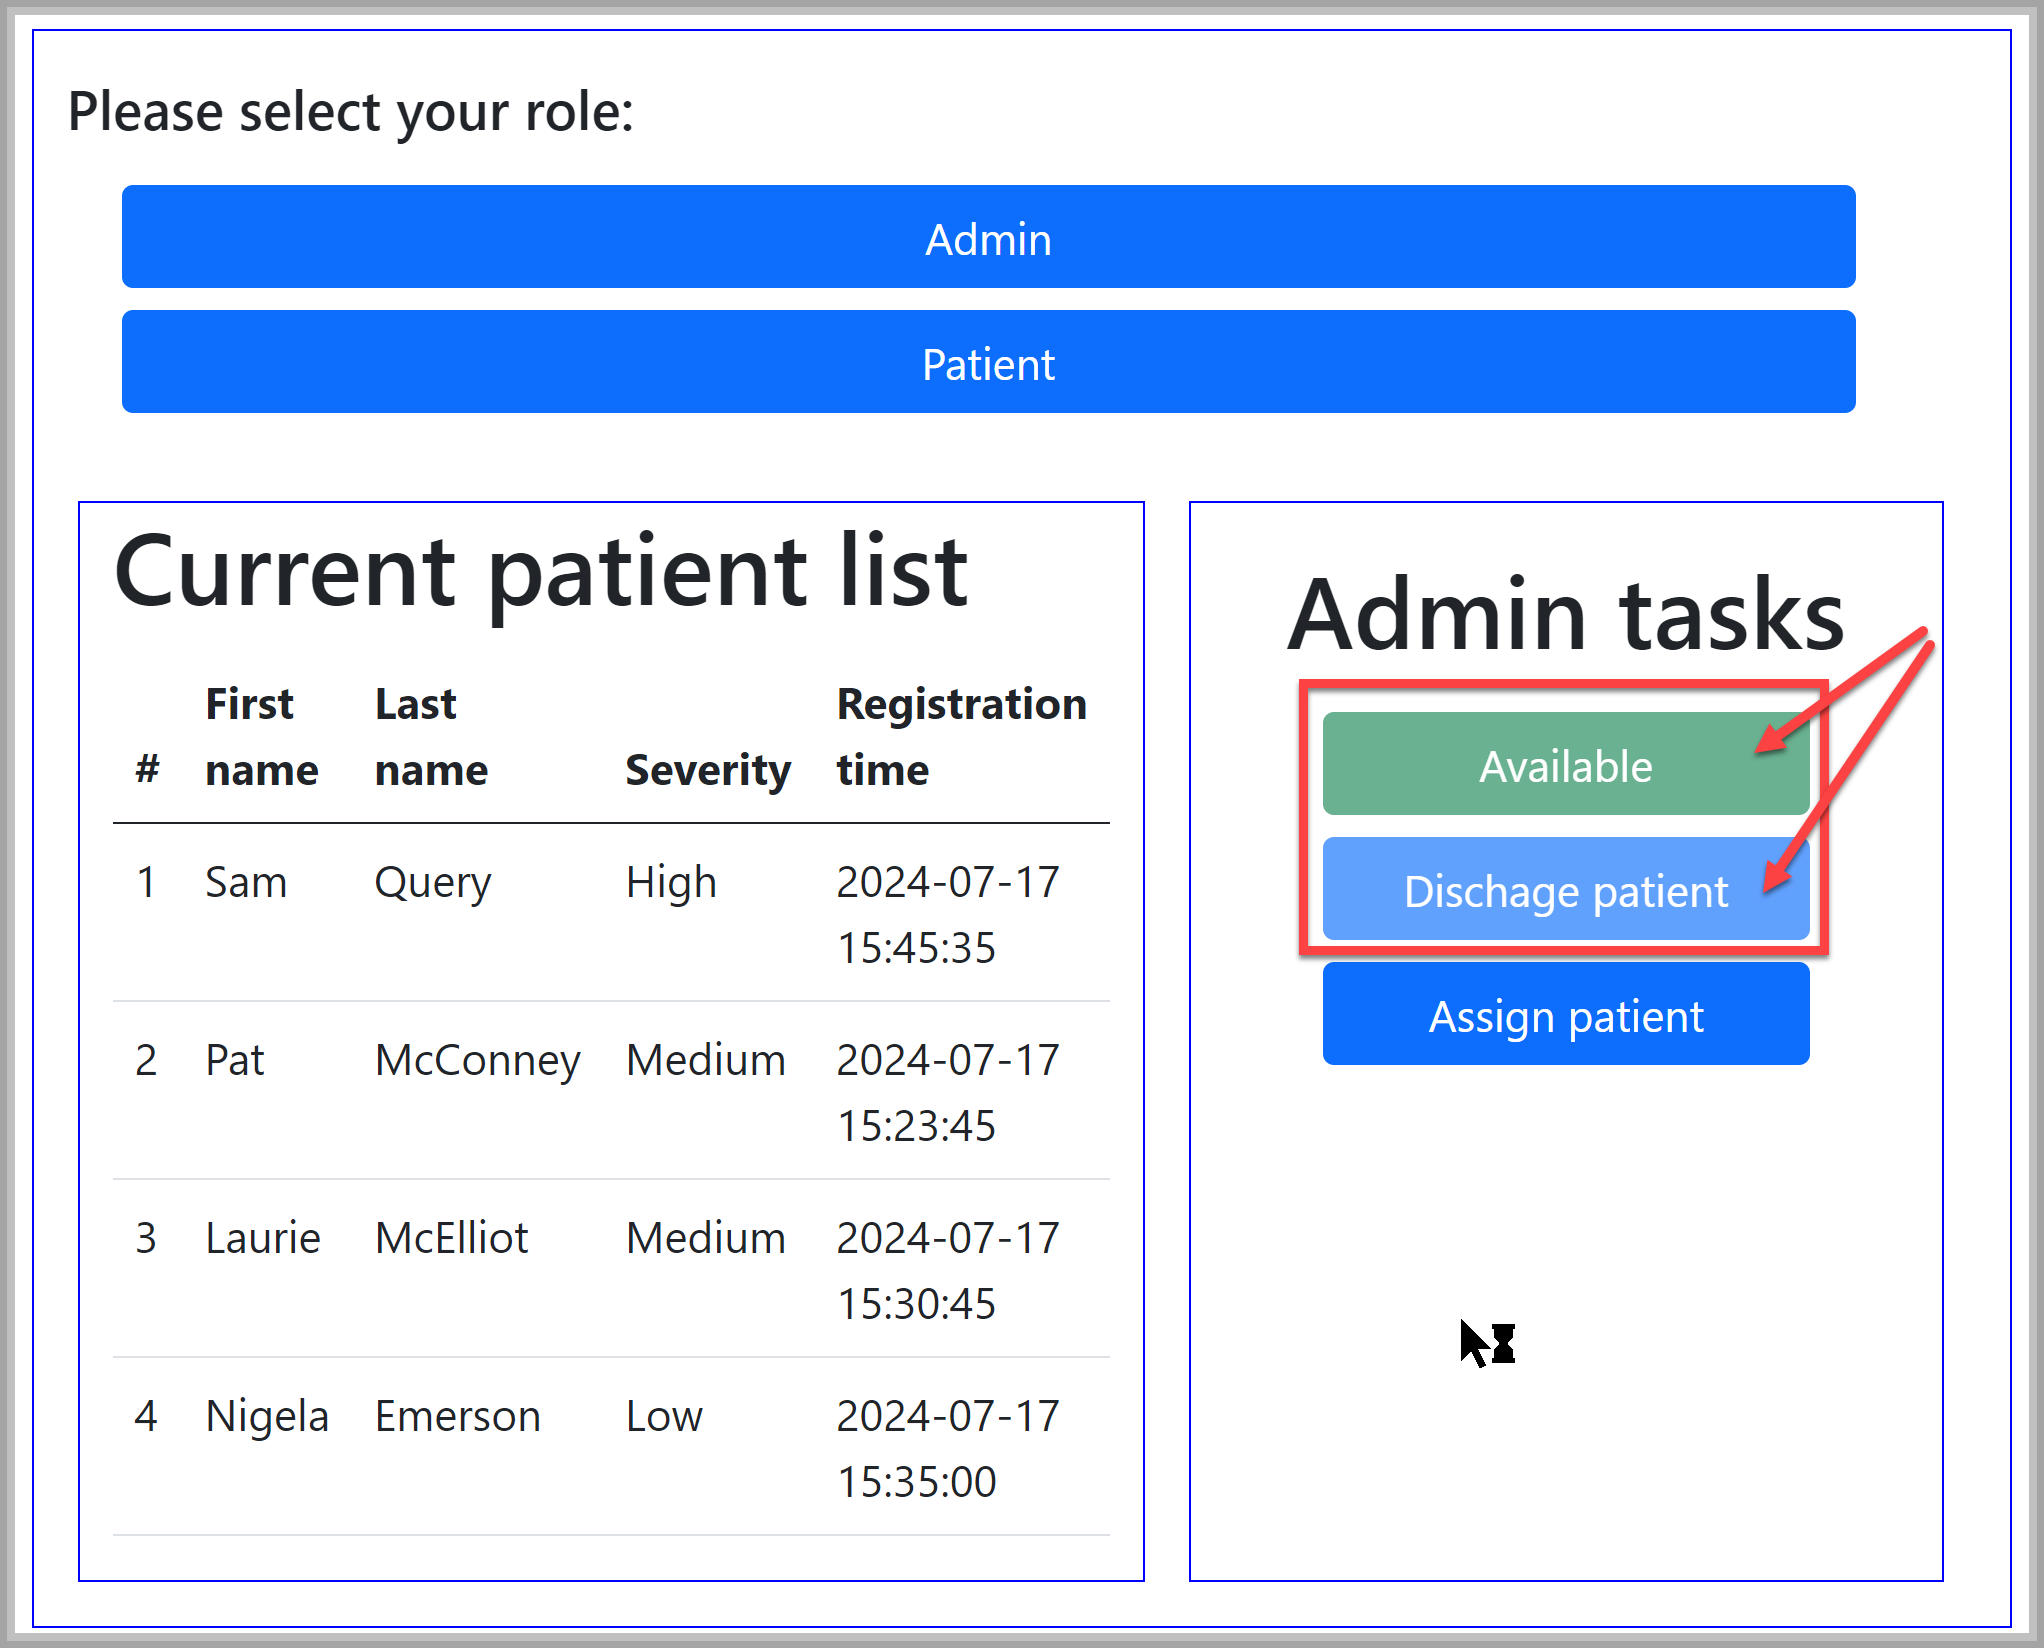 Please select your role:
Admin
Patient
Current patient list
# First name Last name Severity Registration time
1 Sam Query High 2024-07-17 15:45:35
2 Pat McConney Medium 2024-07-17 15:23:45
3 Laurie McElliot Medium 2024-07-17 15:30:45
4 Nigela Emerson Low 2024-07-17 15:35:00
Admin tasks
Available
Dischage patient
Assign patient